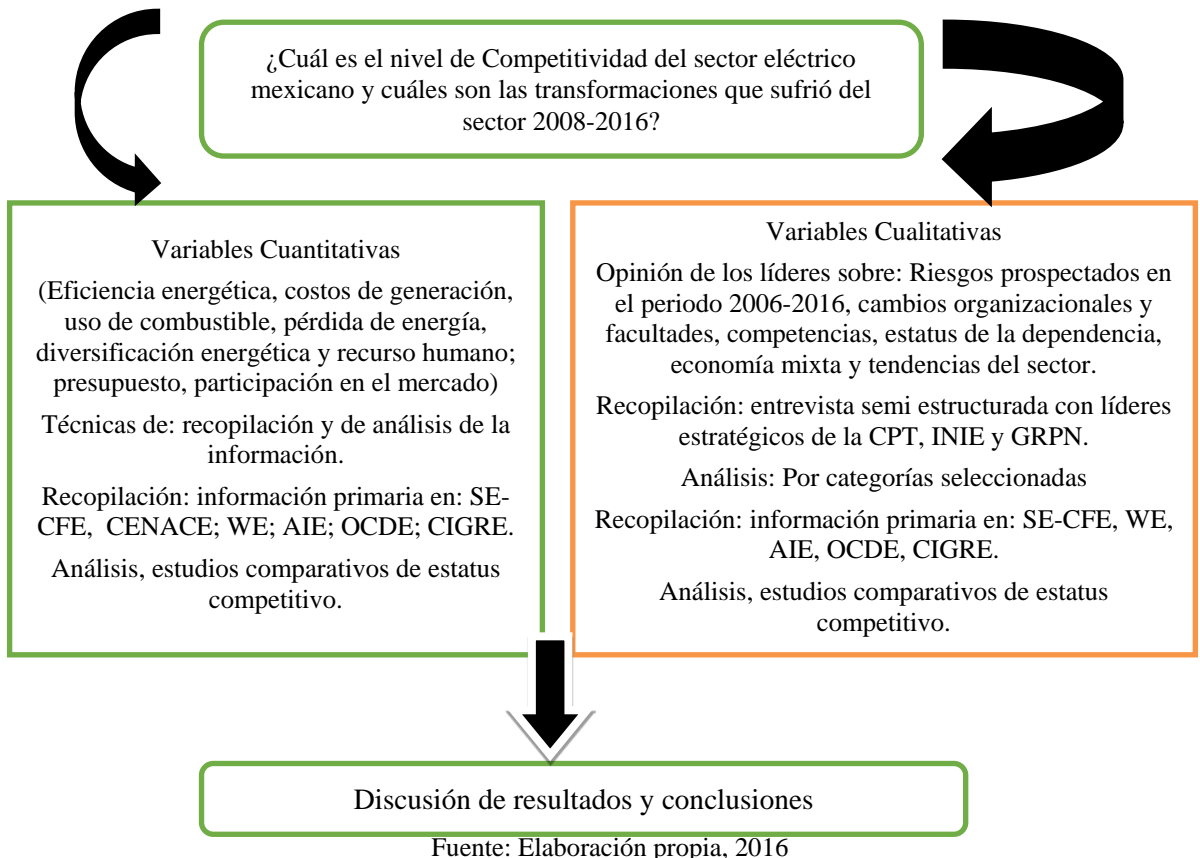 ¿Cuál es el nivel de Competitividad del sector eléctrico
mexicano y cuáles son las transformaciones que sufrió del
sector 2008-2016?
Variables Cuantitativas
(Eficiencia energética, costos de generación,
uso de combustible, pérdida de energía,
diversificación energética y recurso humano;
presupuesto, participación en el mercado)
Técnicas de: recopilación y de análisis de la
información.
Recopilación: información primaria en: SE-
CFE, CENACE; WE; AIE; OCDE; CIGRE.
Análisis, estudios comparativos de estatus
competitivo.
Variables Cualitativas
Opinión de los líderes sobre: Riesgos prospectados en
el periodo 2006-2016, cambios organizacionales y
facultades, competencias, estatus de la dependencia,
economía mixta y tendencias del sector.
Recopilación: entrevista semi estructurada con líderes
estratégicos de la CPT, INIE y GRPN.
Análisis: Por categorías seleccionadas
Recopilación: información primaria en: SE-CFE, WE,
AIE, OCDE, CIGRE.
Análisis, estudios comparativos de estatus
competitivo.
Discusión de resultados y conclusiones
Fuente: Elaboración propia, 2016